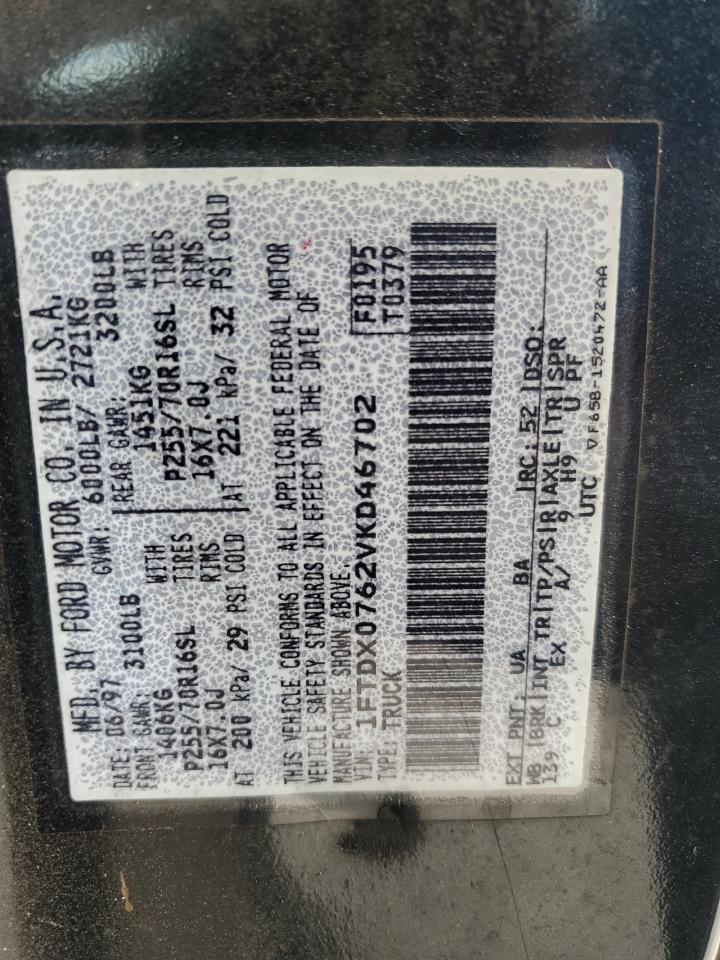 MFD. BY FORD MOTOR CO. IN U.S.A.
DATE: 06/97 GVWR: 6000LB/ 2721KG
FRONT GAWR: 3100LB REAR GAWR: 3200LB
1406KG WITH 1451KG WITH
P255/70R16SL TIRES P255/70R16SL TIRES
16X7.0J RIMS 16X7.0J RIMS
AT 200 kPa/ 29 PSI COLD AT 221 kPa/ 32 PSI COLD
THIS VEHICLE CONFORMS TO ALL APPLICABLE FEDERAL MOTOR
VEHICLE SAFETY STANDARDS IN EFFECT ON THE DATE OF
MANUFACTURE SHOWN ABOVE.
VIN: 1FTDX0762VKD46702 F0195
TYPE: TRUCK T0379
EXT PNT: UA BA RC: 52 DSO:
WB BRK INT TR TP/PS R AXLE TR SPR
139 C EX A/ 9 H9 U PF
UTC ▽ F65B-1520472-AA